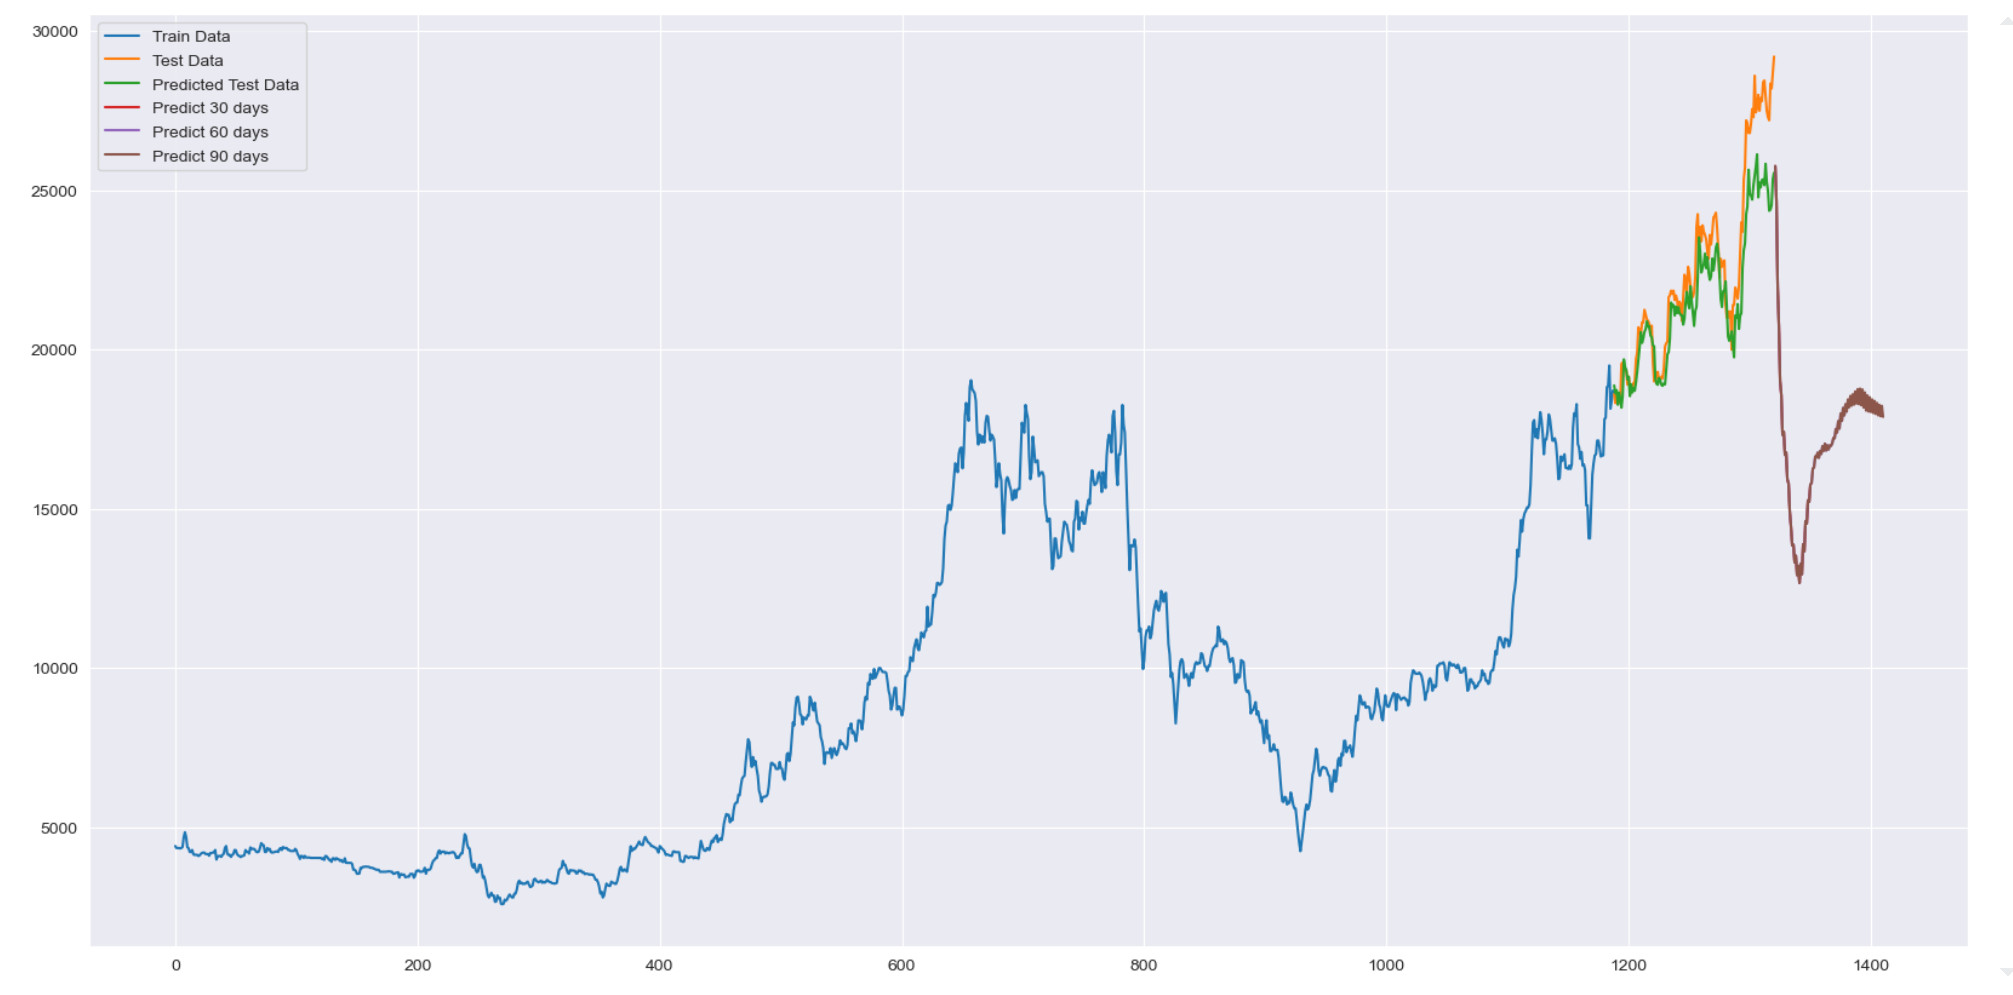 30000
25000
20000
15000
10000
5000
Train Data
Test Data
Predicted Test Data
Predict 30 days
Predict 60 days
Predict 90 days
0 200 400 600 800 1000 1200 1400